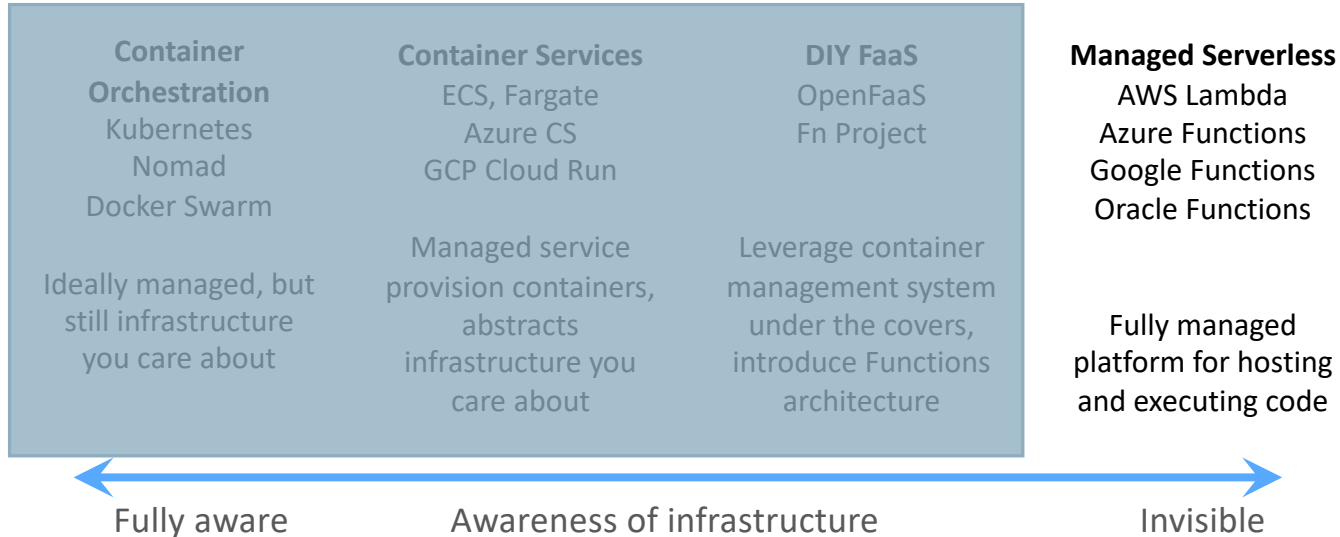 Container
Orchestration
Kubernetes
Nomad
Docker Swarm
Ideally managed, but
still infrastructure
you care about
Container Services
ECS, Fargate
Azure CS
GCP Cloud Run
Managed service
provision containers,
abstracts
infrastructure you
care about
DIY FaaS
OpenFaaS
Fn Project
Leverage container
management system
under the covers,
introduce Functions
architecture
Managed Serverless
AWS Lambda
Azure Functions
Google Functions
Oracle Functions
Fully managed
platform for hosting
and executing code
Fully aware
Awareness of infrastructure
Invisible